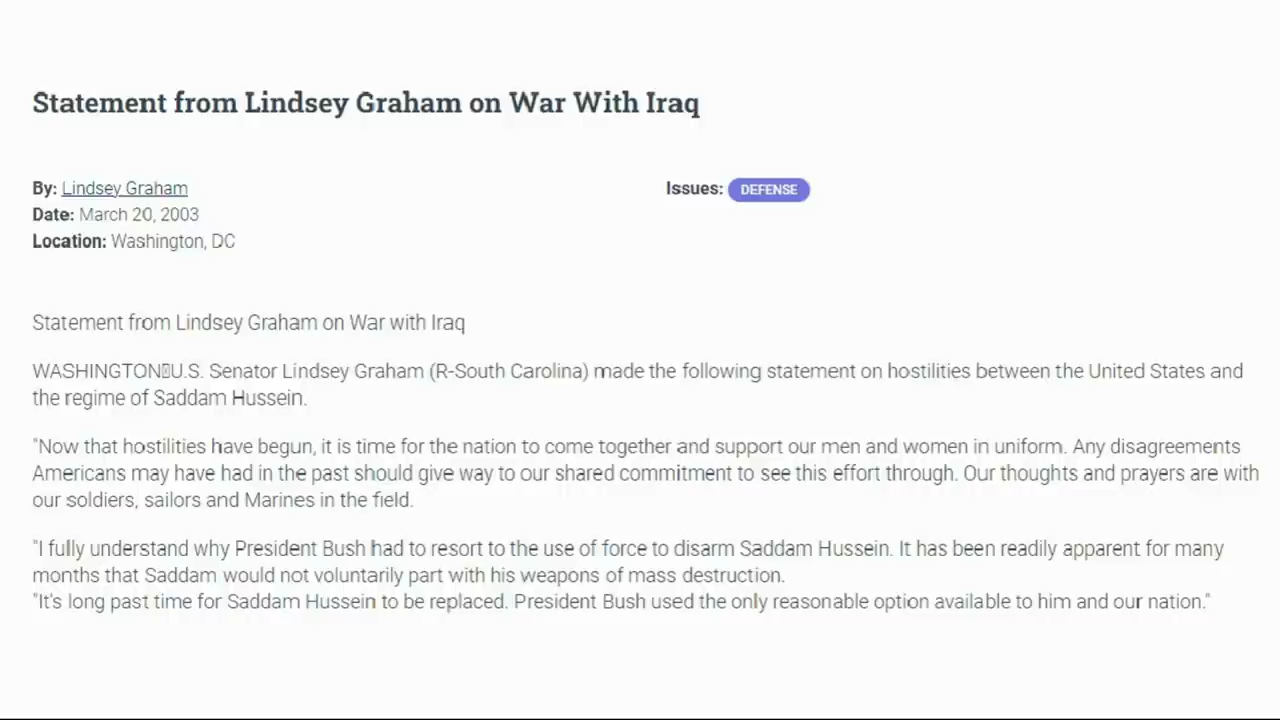 Statement from Lindsey Graham on War With Iraq
By: Lindsey Graham
Issues: DEFENSE
Date: March 20, 2003
Location: Washington, DC
Statement from Lindsey Graham on War with Iraq
WASHINGTON▯U.S. Senator Lindsey Graham (R-South Carolina) made the following statement on hostilities between the United States and
the regime of Saddam Hussein.
"Now that hostilities have begun, it is time for the nation to come together and support our men and women in uniform. Any disagreements
Americans may have had in the past should give way to our shared commitment to see this effort through. Our thoughts and prayers are with
our soldiers, sailors and Marines in the field.
"I fully understand why President Bush had to resort to the use of force to disarm Saddam Hussein. It has been readily apparent for many
months that Saddam would not voluntarily part with his weapons of mass destruction.
"It's long past time for Saddam Hussein to be replaced. President Bush used the only reasonable option available to him and our nation."